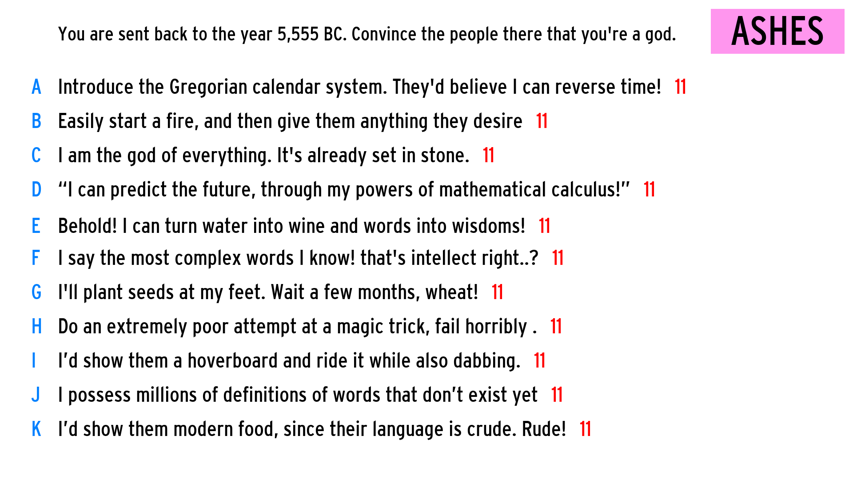 You are sent back to the year 5,555 BC. Convince the people there that you're a god.
ASHES
A Introduce the Gregorian calendar system. They'd believe I can reverse time! 11
B Easily start a fire, and then give them anything they desire 11
C I am the god of everything. It's already set in stone. 11
D “I can predict the future, through my powers of mathematical calculus!” 11
E Behold! I can turn water into wine and words into wisdoms! 11
F I say the most complex words I know! that's intellect right..? 11
G I'll plant seeds at my feet. Wait a few months, wheat! 11
H Do an extremely poor attempt at a magic trick, fail horribly . 11
I I’d show them a hoverboard and ride it while also dabbing. 11
J I possess millions of definitions of words that don’t exist yet 11
K I’d show them modern food, since their language is crude. Rude! 11